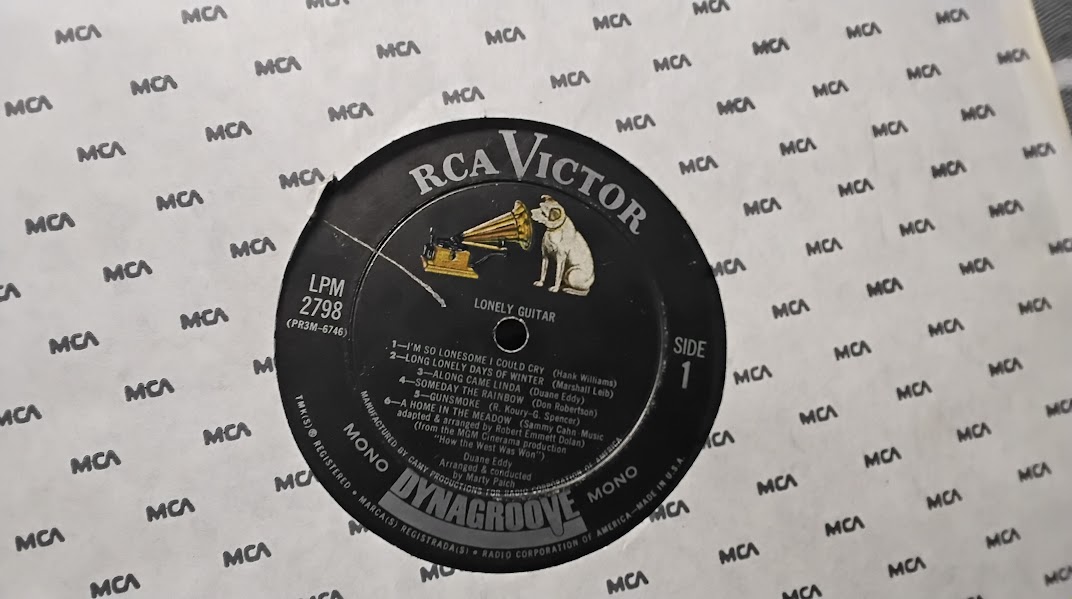 RCA VICTOR
LPM
2798
(PR3M-6746)
LONELY GUITAR
SIDE
1
1—I'M SO LONESOME I COULD CRY (Hank Williams)
2—LONG LONELY DAYS OF WINTER (Marshall Leib)
3—ALONG CAME LINDA (Duane Eddy)
4—SOMEDAY THE RAINBOW (Don Robertson)
5—GUNSMOKE (R. Koury-G. Spencer)
6—A HOME IN THE MEADOW (Sammy Cahn Music
adapted & arranged by Robert Emmett Dolan)
(from the MGM Cinerama production
"How the West Was Won")
Duane Eddy
Arranged & conducted
by Marty Paich
MANUFACTURED BY CAMY PRODUCTIONS FOR RADIO CORPORATION OF AMERICA
MONO
DYNAGROOVE
MONO
TMK(S) ® REGISTERED • MARCA(S) REGISTRADA(S) • RADIO CORPORATION OF AMERICA—MADE IN U.S.A.
MCA